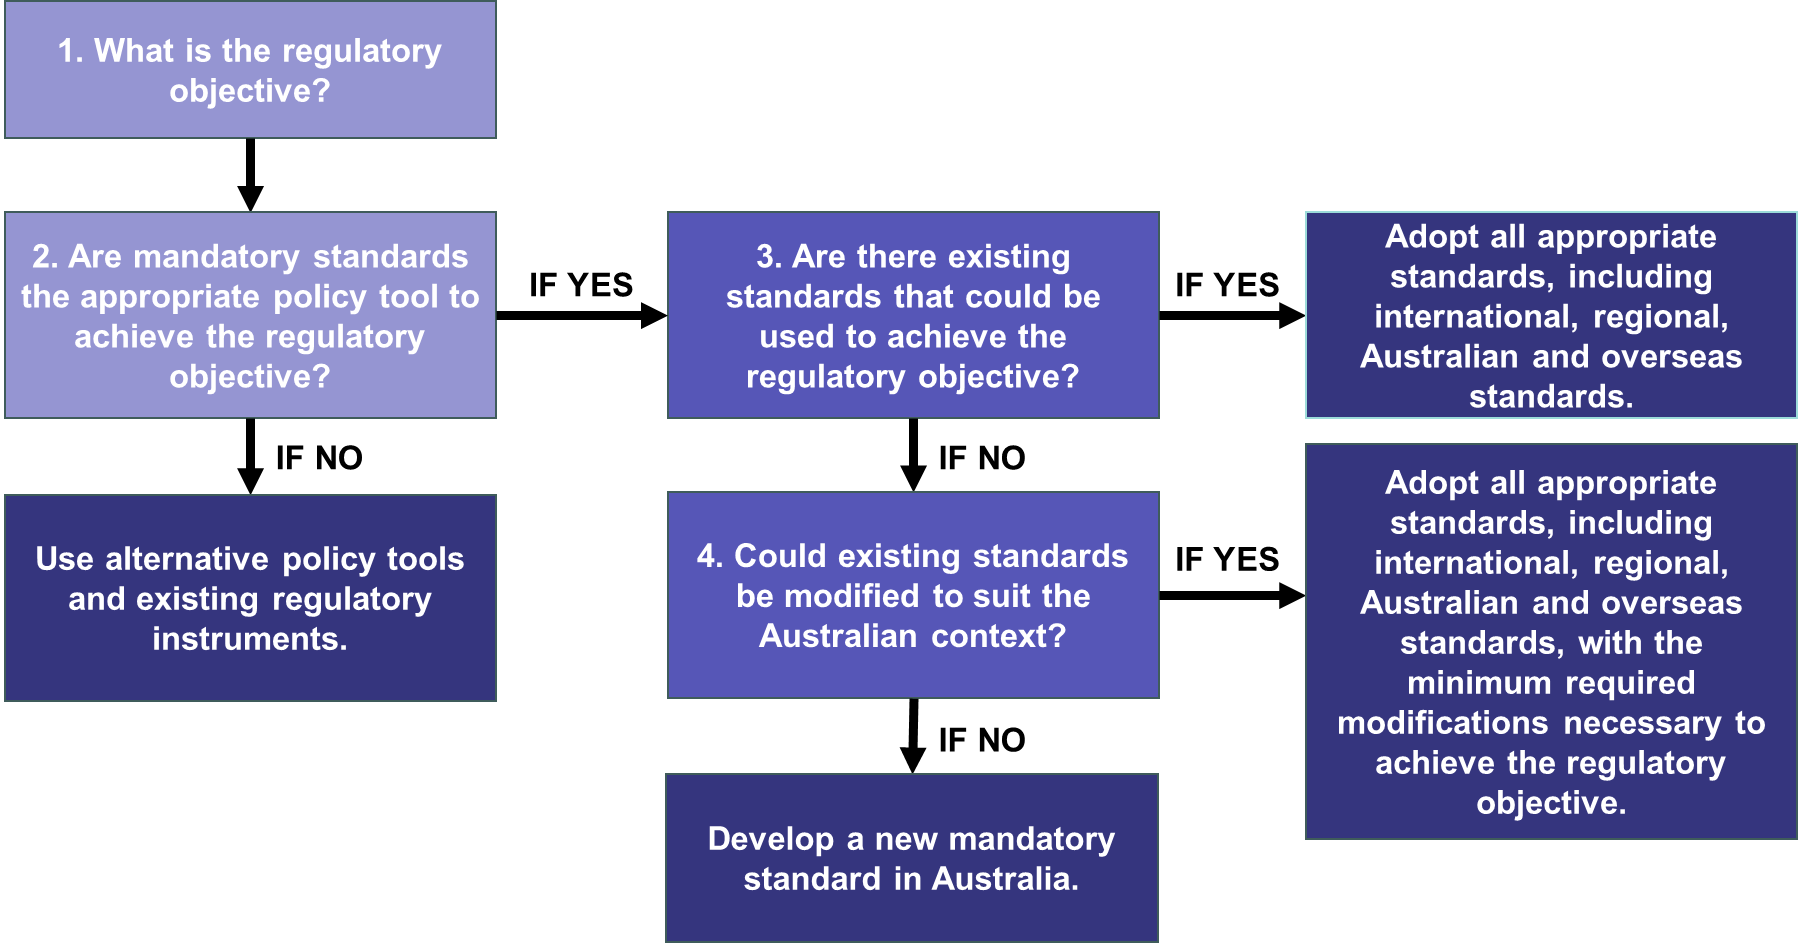 1. What is the regulatory
objective?
2. Are mandatory standards
the appropriate policy tool to
achieve the regulatory
objective?
IF YES
3. Are there existing
standards that could be
used to achieve the
regulatory objective?
IF YES
Adopt all appropriate
standards, including
international, regional,
Australian and overseas
standards.
IF NO
Use alternative policy tools
and existing regulatory
instruments.
IF NO
4. Could existing standards
be modified to suit the
Australian context?
IF YES
Adopt all appropriate
standards, including
international, regional,
Australian and overseas
standards, with the
minimum required
modifications necessary to
achieve the regulatory
objective.
IF NO
Develop a new mandatory
standard in Australia.